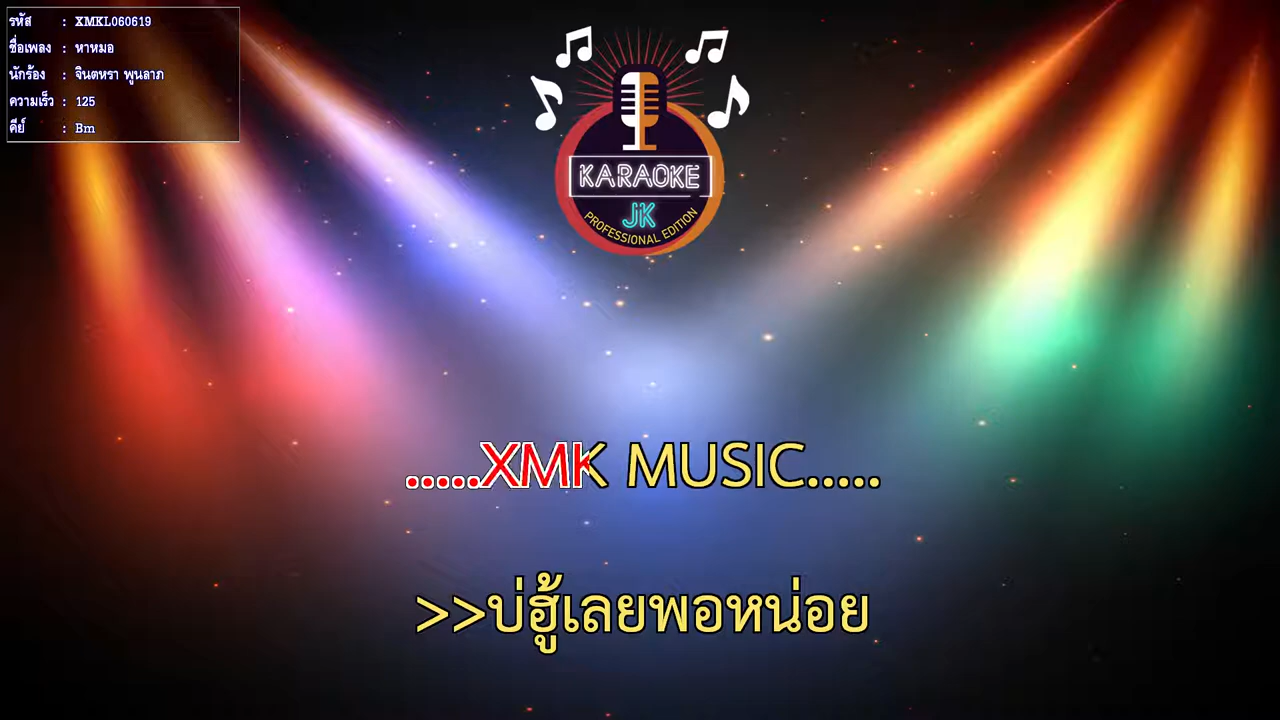 รหัส : XMKL060619
ชื่อเพลง : หาหมอ
นักร้อง : จินตหรา พูนลาภ
ความเร็ว : 125
คีย์ : Bm
KARAOKE
JK
PROFESSIONAL EDITION
.....XMK MUSIC.....
>>บ่ฮู้เลยพอหน่อย